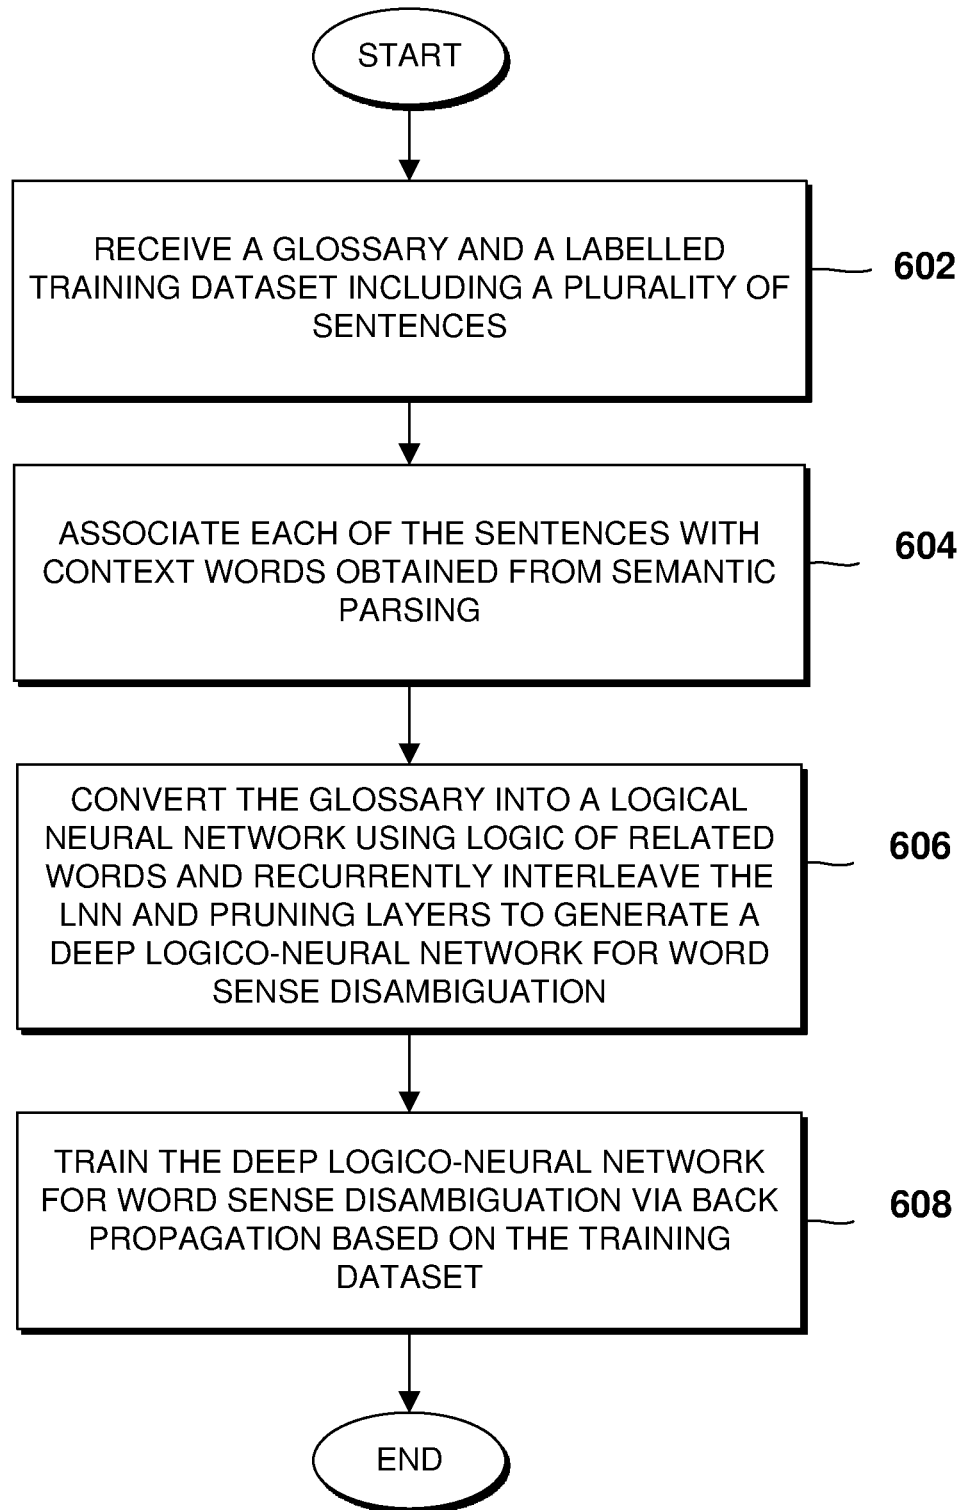 START
RECEIVE A GLOSSARY AND A LABELLED
TRAINING DATASET INCLUDING A PLURALITY OF
SENTENCES
602
ASSOCIATE EACH OF THE SENTENCES WITH
CONTEXT WORDS OBTAINED FROM SEMANTIC
PARSING
604
CONVERT THE GLOSSARY INTO A LOGICAL
NEURAL NETWORK USING LOGIC OF RELATED
WORDS AND RECURRENTLY INTERLEAVE THE
LNN AND PRUNING LAYERS TO GENERATE A
DEEP LOGICO-NEURAL NETWORK FOR WORD
SENSE DISAMBIGUATION
606
TRAIN THE DEEP LOGICO-NEURAL NETWORK
FOR WORD SENSE DISAMBIGUATION VIA BACK
PROPAGATION BASED ON THE TRAINING
DATASET
608
END